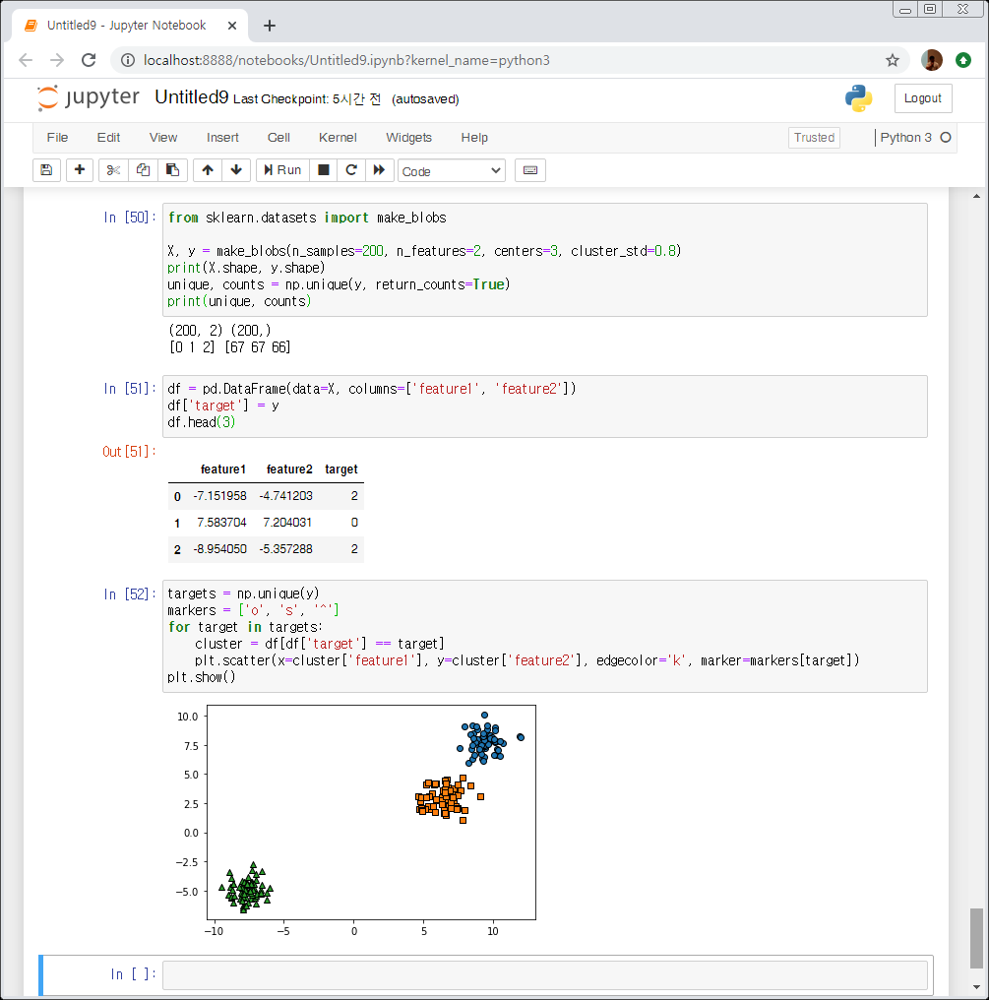 Untitled9 - Jupyter Notebook
localhost:8888/notebooks/Untitled9.ipynb?kernel_name=python3
jupyter Untitled9 Last Checkpoint: 5시간 전 (autosaved)
Logout
File Edit View Insert Cell Kernel Widgets Help Trusted Python 3
Run Code
In [50]: from sklearn.datasets import make_blobs
X, y = make_blobs(n_samples=200, n_features=2, centers=3, cluster_std=0.8)
print(X.shape, y.shape)
unique, counts = np.unique(y, return_counts=True)
print(unique, counts)
(200, 2) (200,)
[0 1 2] [67 67 66]
In [51]: df = pd.DataFrame(data=X, columns=['feature1', 'feature2'])
df['target'] = y
df.head(3)
Out[51]:
feature1 feature2 target
0 -7.151958 -4.741203 2
1 7.583704 7.204031 0
2 -8.954050 -5.357288 2
In [52]: targets = np.unique(y)
markers = ['o', 's', '^']
for target in targets:
    cluster = df[df['target'] == target]
    plt.scatter(x=cluster['feature1'], y=cluster['feature2'], edgecolor='k', marker=markers[target])
plt.show()
10.0
7.5
5.0
2.5
0.0
−2.5
−5.0
−10 −5 0 5 10
In [ ]: